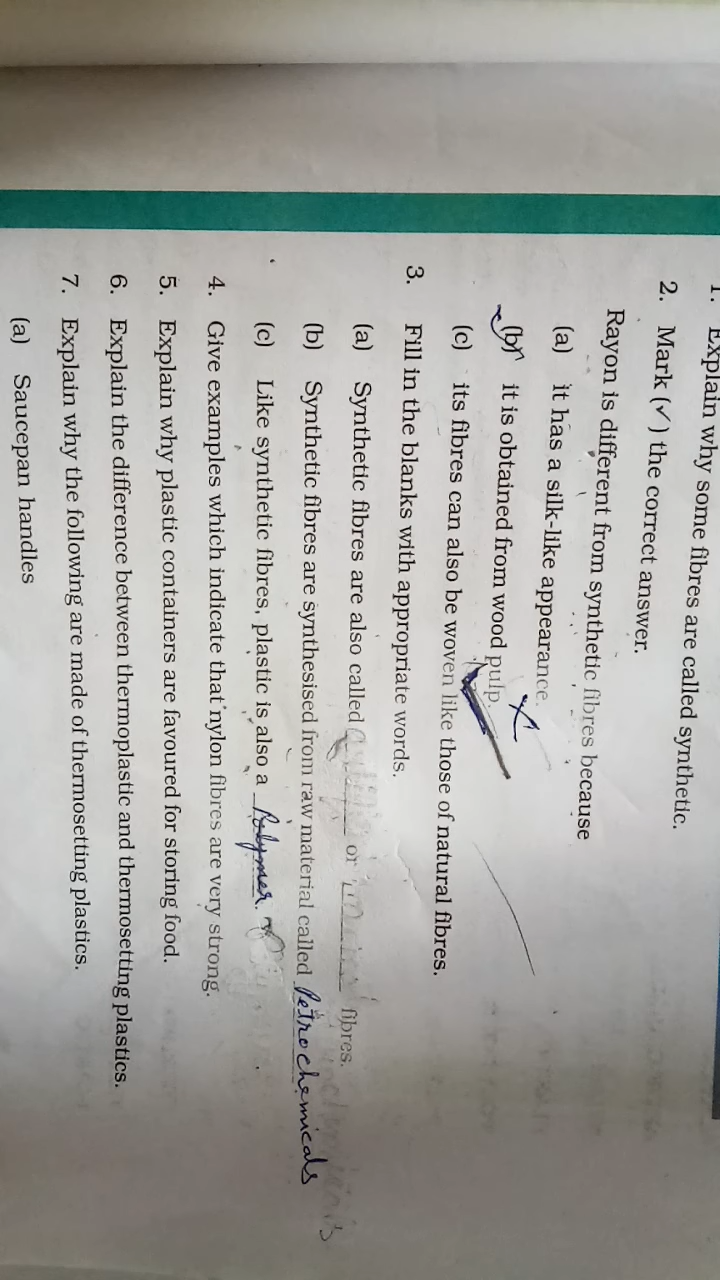 1. Explain why some fibres are called synthetic.
2. Mark (✓) the correct answer.
Rayon is different from synthetic fibres because
(a) it has a silk-like appearance.
(b) it is obtained from wood pulp.
(c) its fibres can also be woven like those of natural fibres.
3. Fill in the blanks with appropriate words.
(a) Synthetic fibres are also called or fibres.
(b) Synthetic fibres are synthesised from raw material called Petrochemicals
(c) Like synthetic fibres, plastic is also a Polymer.
4. Give examples which indicate that nylon fibres are very strong.
5. Explain why plastic containers are favoured for storing food.
6. Explain the difference between thermoplastic and thermosetting plastics.
7. Explain why the following are made of thermosetting plastics.
(a) Saucepan handles